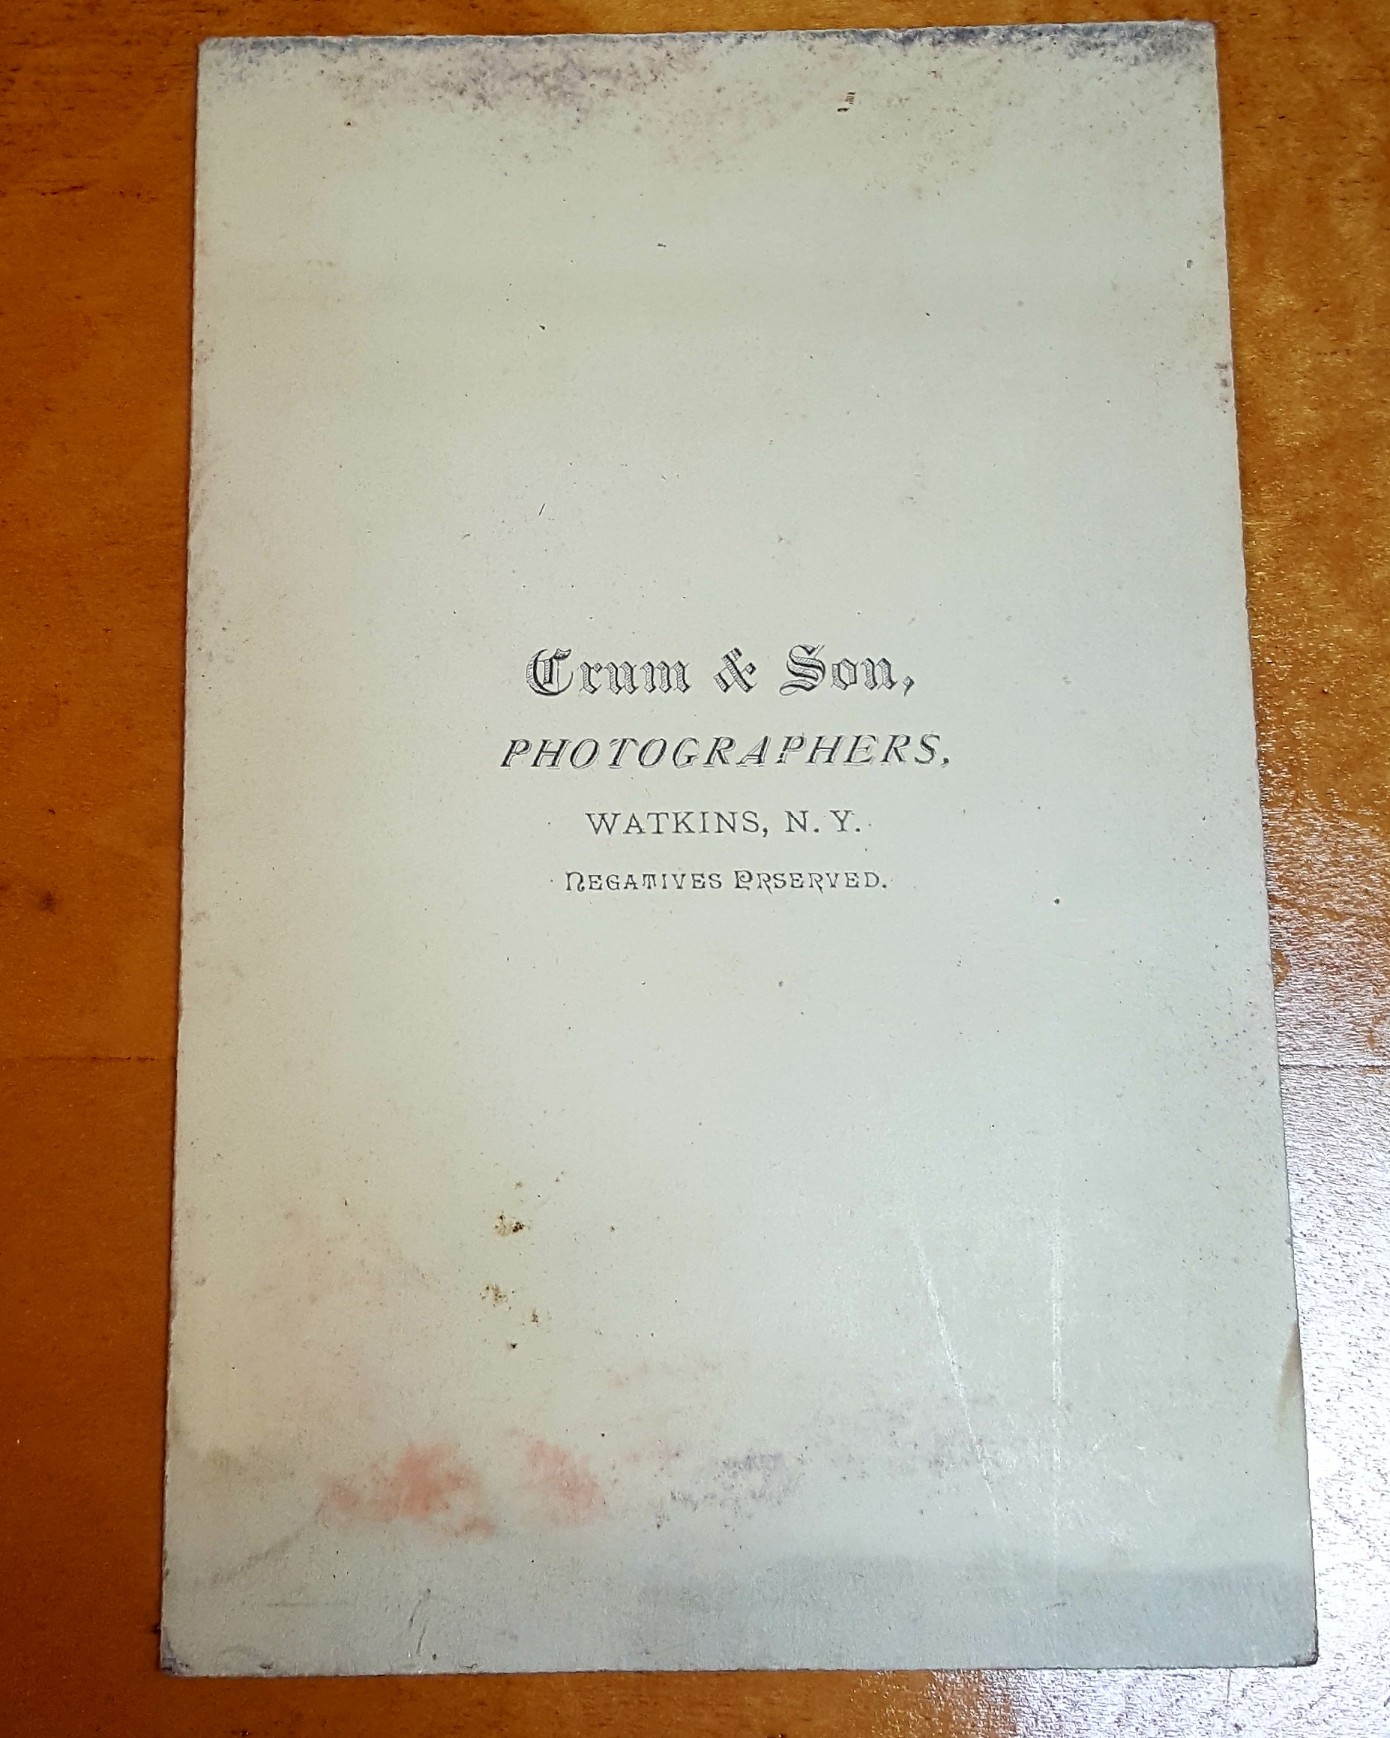 Crum & Son,
PHOTOGRAPHERS,
WATKINS, N. Y.
NEGATIVES PRSERVED.